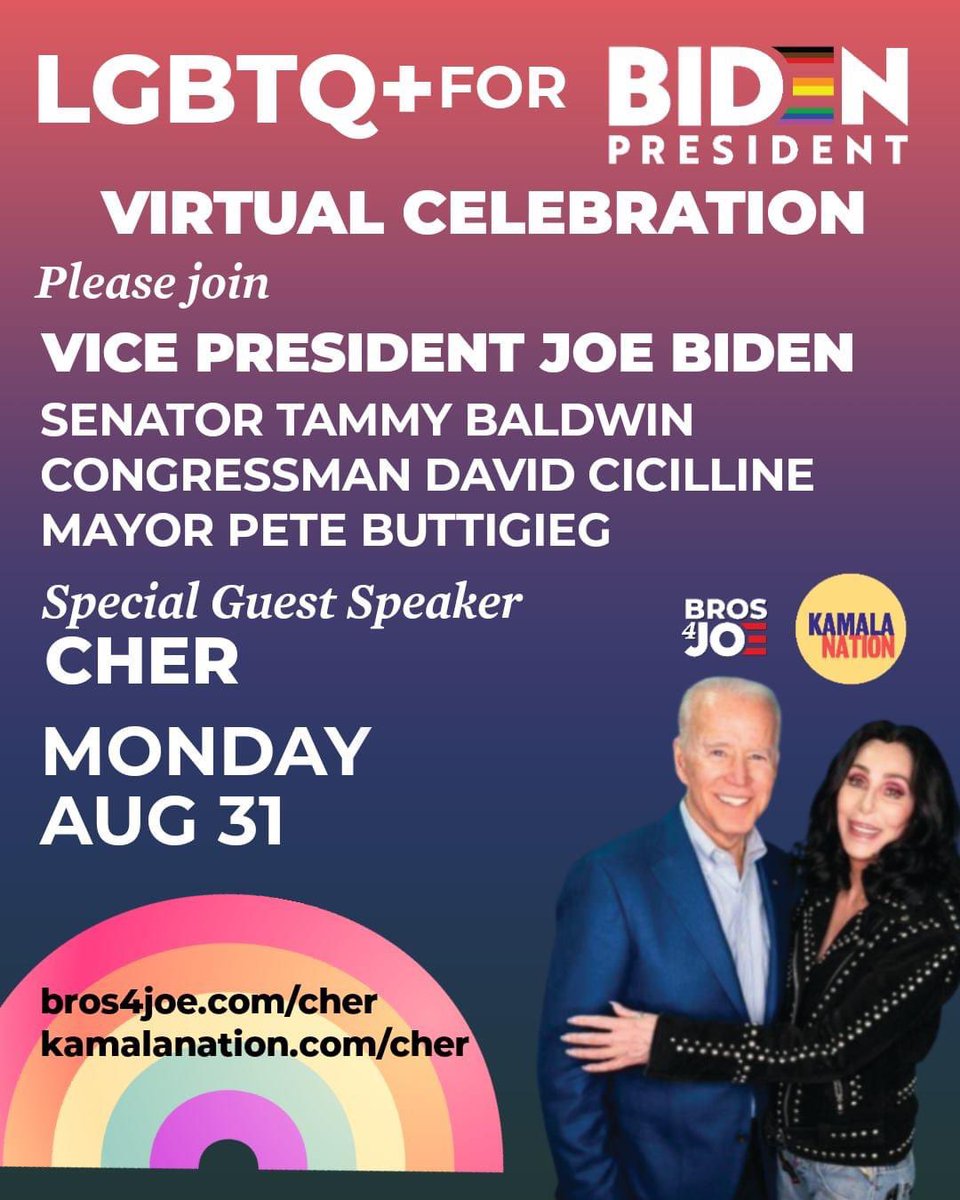 LGBTQ+ FOR BIDEN
PRESIDENT
VIRTUAL CELEBRATION
Please join
VICE PRESIDENT JOE BIDEN
SENATOR TAMMY BALDWIN
CONGRESSMAN DAVID CICILLINE
MAYOR PETE BUTTIGIEG
Special Guest Speaker
CHER
BROS
4JOE
KAMALA
NATION
MONDAY
AUG 31
bros4joe.com/cher
kamalanation.com/cher